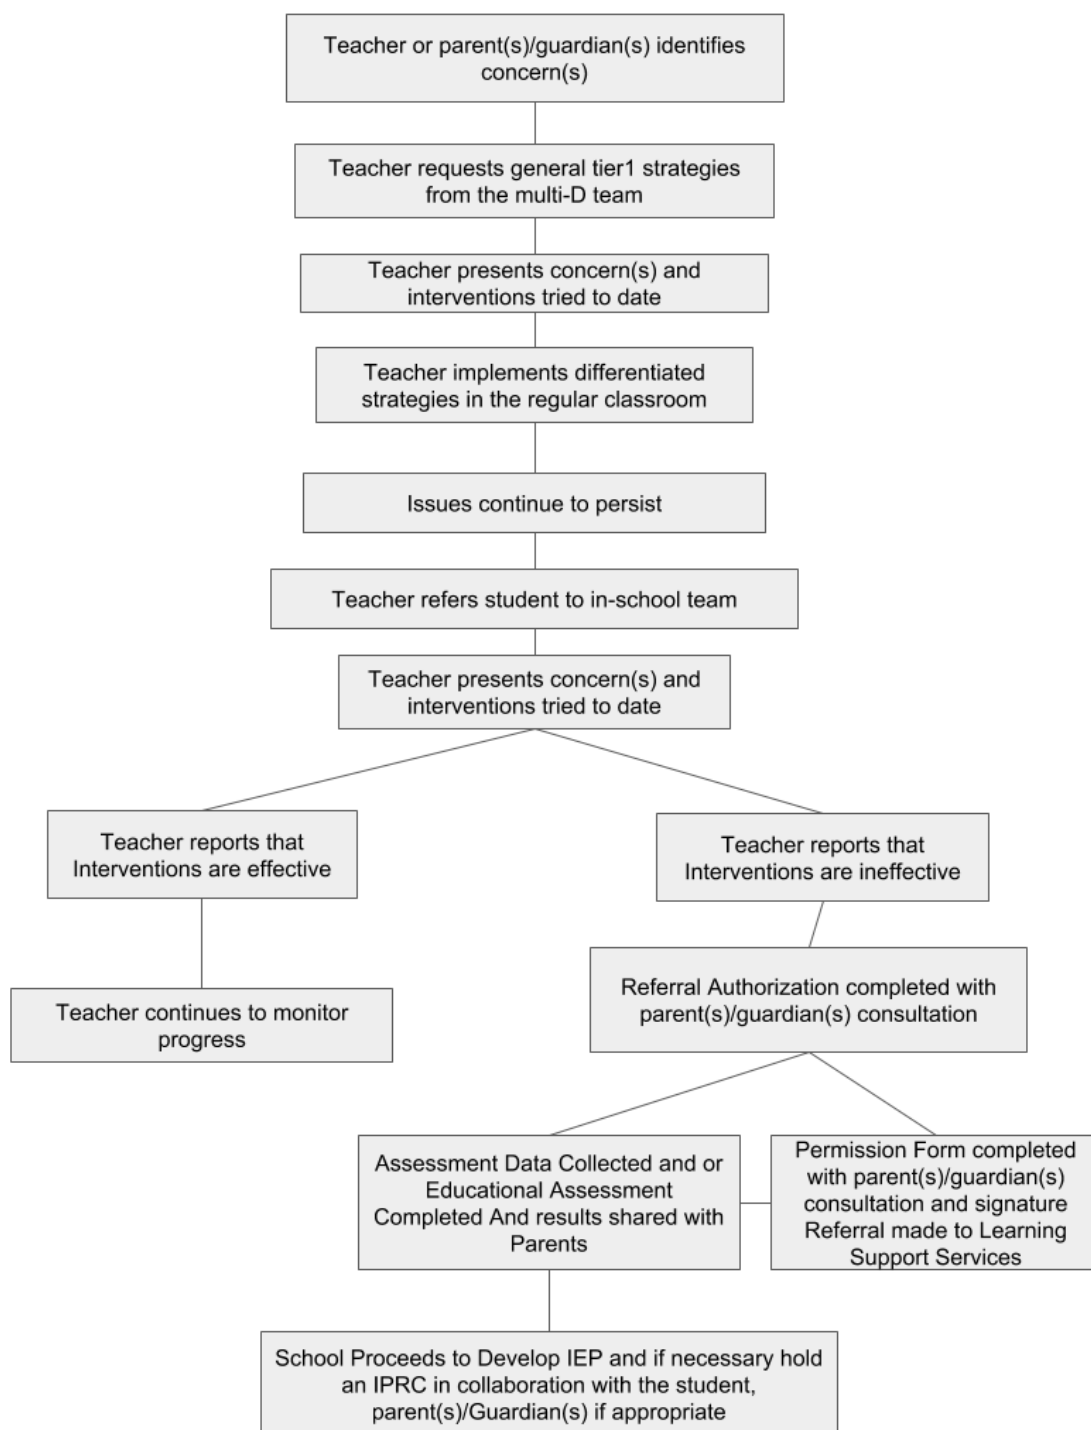 Teacher or parent(s)/guardian(s) identifies
concern(s)
Teacher requests general tier1 strategies
from the multi-D team
Teacher presents concern(s) and
interventions tried to date
Teacher implements differentiated
strategies in the regular classroom
Issues continue to persist
Teacher refers student to in-school team
Teacher presents concern(s) and
interventions tried to date
Teacher reports that
Interventions are effective
Teacher continues to monitor
progress
Teacher reports that
Interventions are ineffective
Referral Authorization completed with
parent(s)/guardian(s) consultation
Assessment Data Collected and or
Educational Assessment
Completed And results shared with
Parents
Permission Form completed
with parent(s)/guardian(s)
consultation and signature
Referral made to Learning
Support Services
School Proceeds to Develop IEP and if necessary hold
an IPRC in collaboration with the student,
parent(s)/Guardian(s) if appropriate